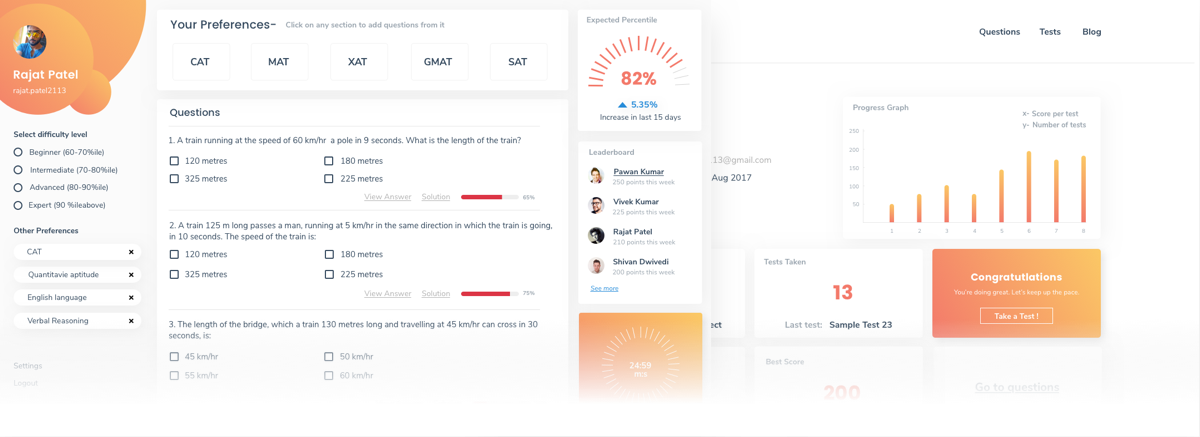 Rajat Patel
rajat.patel2113
Select difficulty level
Beginner (60-70%ile)
Intermediate (70-80%ile)
Advanced (80-90%ile)
Expert (90 %ileabove)
Other Preferences
CAT ×
Quantitavie aptitude ×
English language ×
Verbal Reasoning ×
Settings
Logout
Your Preferences- Click on any section to add questions from it
CAT MAT XAT GMAT SAT
Questions
1. A train running at the speed of 60 km/hr a pole in 9 seconds. What is the length of the train?
120 metres 180 metres
325 metres 225 metres
View Answer Solution 85%
2. A train 125 m long passes a man, running at 5 km/hr in the same direction in which the train is going,
in 10 seconds. The speed of the train is:
120 metres 180 metres
325 metres 225 metres
View Answer Solution 75%
3. The length of the bridge, which a train 130 metres long and travelling at 45 km/hr can cross in 30
seconds, is:
45 km/hr 50 km/hr
55 km/hr 60 km/hr
Expected Percentile
82%
5.35%
Increase in last 15 days
Leaderboard
Pawan Kumar
250 points this week
Vivek Kumar
225 points this week
Rajat Patel
210 points this week
Shivan Dwivedi
200 points this week
See more
24:59
m:s
Questions Tests Blog
.13@gmail.com
Aug 2017
Progress Graph
x- Score per test
y- Number of tests
250
200
150
100
50
1 2 3 4 5 6 7 8
ect
Tests Taken
13
Last test: Sample Test 23
Congratutlations
You're doing great. Let's keep up the pace.
Take a Test !
Best Score
200
Go to questions